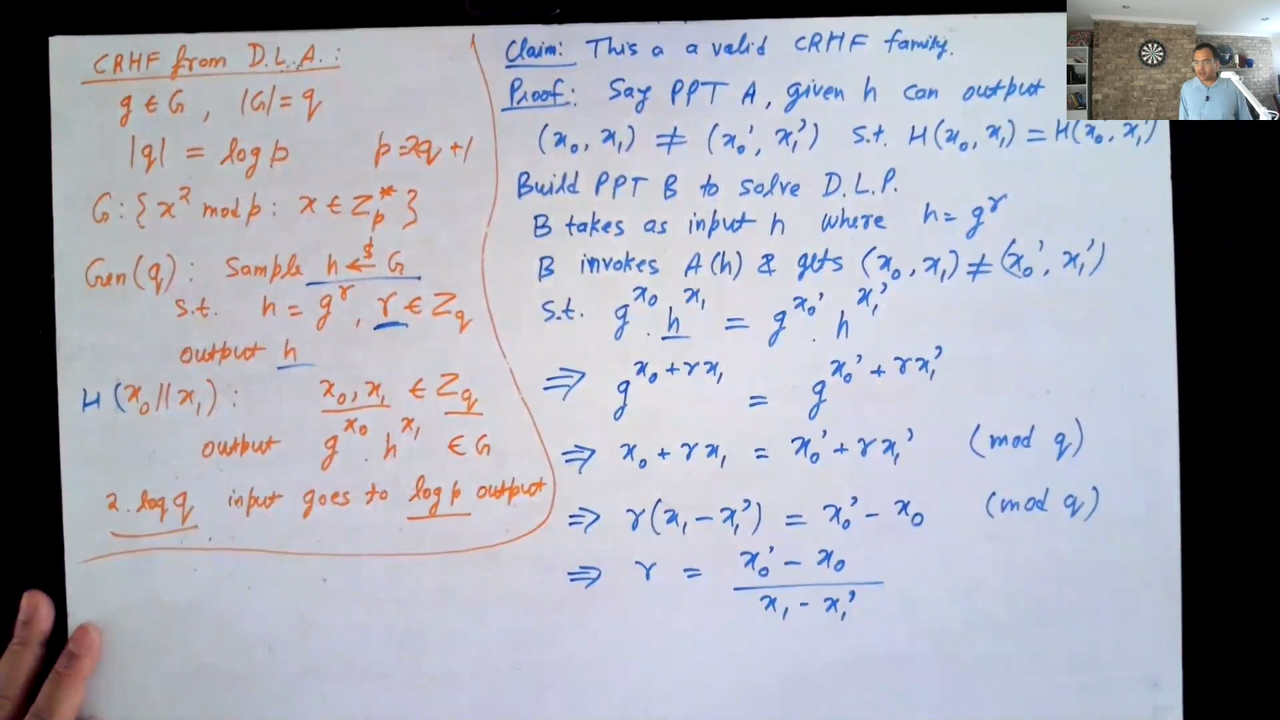 CRHF from D.L.A.:
g ∈ G, |G| = q
|q| = log p    p = 2q + 1
G: { x² mod p : x ∈ Z_p^* }
Gen(q): Sample h ←$ G
s.t. h = g^r, r ∈ Z_q
output h
H(x₀ || x₁): x₀, x₁ ∈ Z_q
output g^x₀ . h^x₁ ∈ G
2. log q input goes to log p output
Claim: This a a valid CRHF family.
Proof: Say PPT A, given h can output
(x₀, x₁) ≠ (x₀', x₁') s.t. H(x₀, x₁) = H(x₀, x₁')
Build PPT B to solve D.L.P.
B takes as input h where h = g^r
B invokes A(h) & gets (x₀, x₁) ≠ (x₀', x₁')
s.t. g^x₀ . h^x₁ = g^x₀' . h^x₁'
⇒ g^(x₀ + r x₁) = g^(x₀' + r x₁')
⇒ x₀ + r x₁ = x₀' + r x₁' (mod q)
⇒ r(x₁ - x₁') = x₀' - x₀ (mod q)
⇒ r = (x₀' - x₀) / (x₁ - x₁')